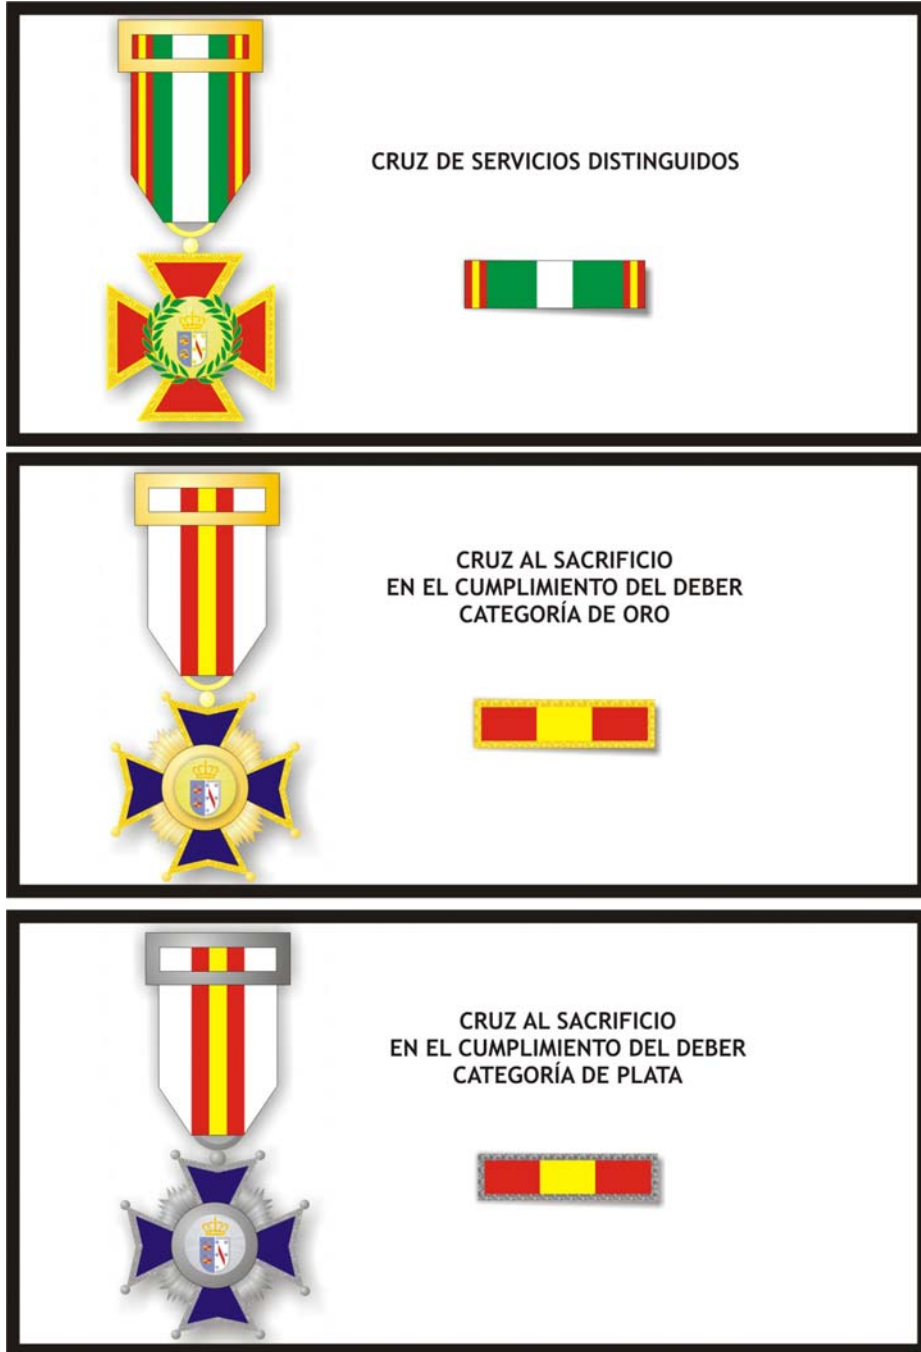 CRUZ DE SERVICIOS DISTINGUIDOS
CRUZ AL SACRIFICIO
EN EL CUMPLIMIENTO DEL DEBER
CATEGORÍA DE ORO
CRUZ AL SACRIFICIO
EN EL CUMPLIMIENTO DEL DEBER
CATEGORÍA DE PLATA